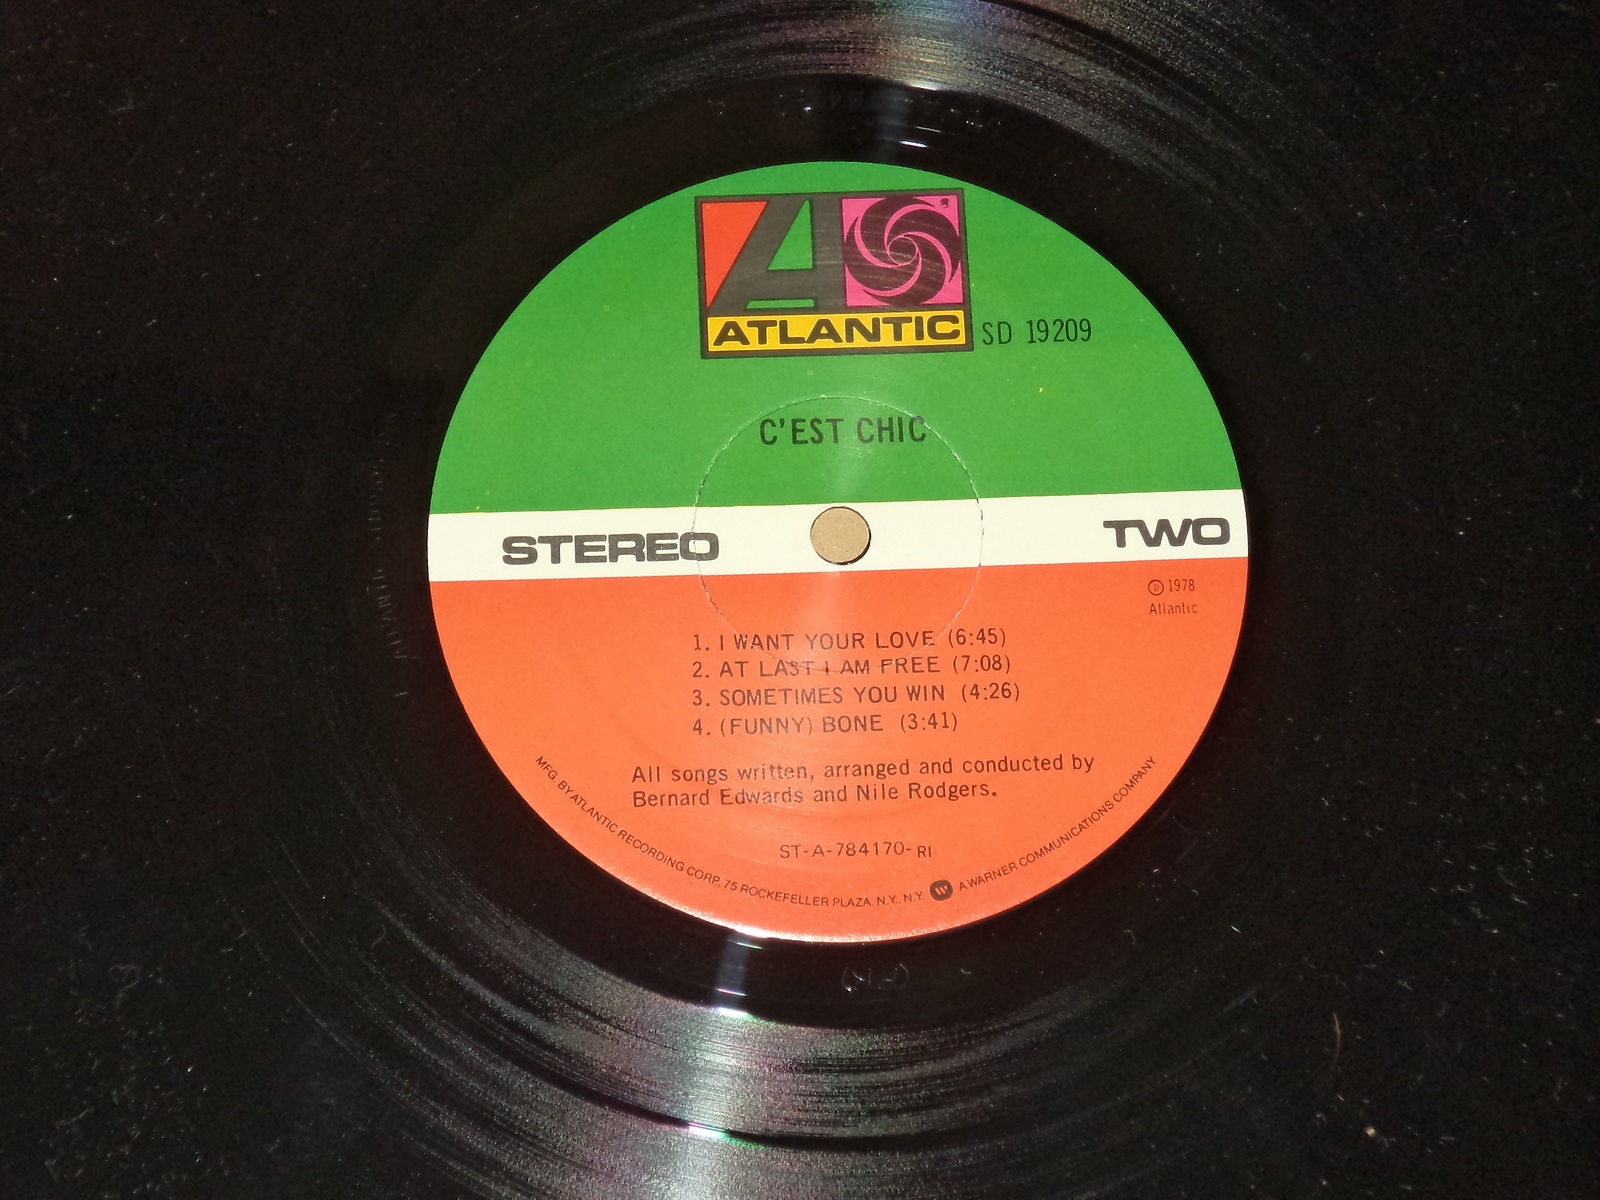 ATLANTIC
SD 19209
C'EST CHIC
STEREO
TWO
Ⓟ 1978
Atlantic
1. I WANT YOUR LOVE (6:45)
2. AT LAST I AM FREE (7:08)
3. SOMETIMES YOU WIN (4:26)
4. (FUNNY) BONE (3:41)
All songs written, arranged and conducted by
Bernard Edwards and Nile Rodgers.
ST-A-784170-RI
MFG. BY ATLANTIC RECORDING CORP. 75 ROCKEFELLER PLAZA, N.Y., N.Y. A WARNER COMMUNICATIONS COMPANY